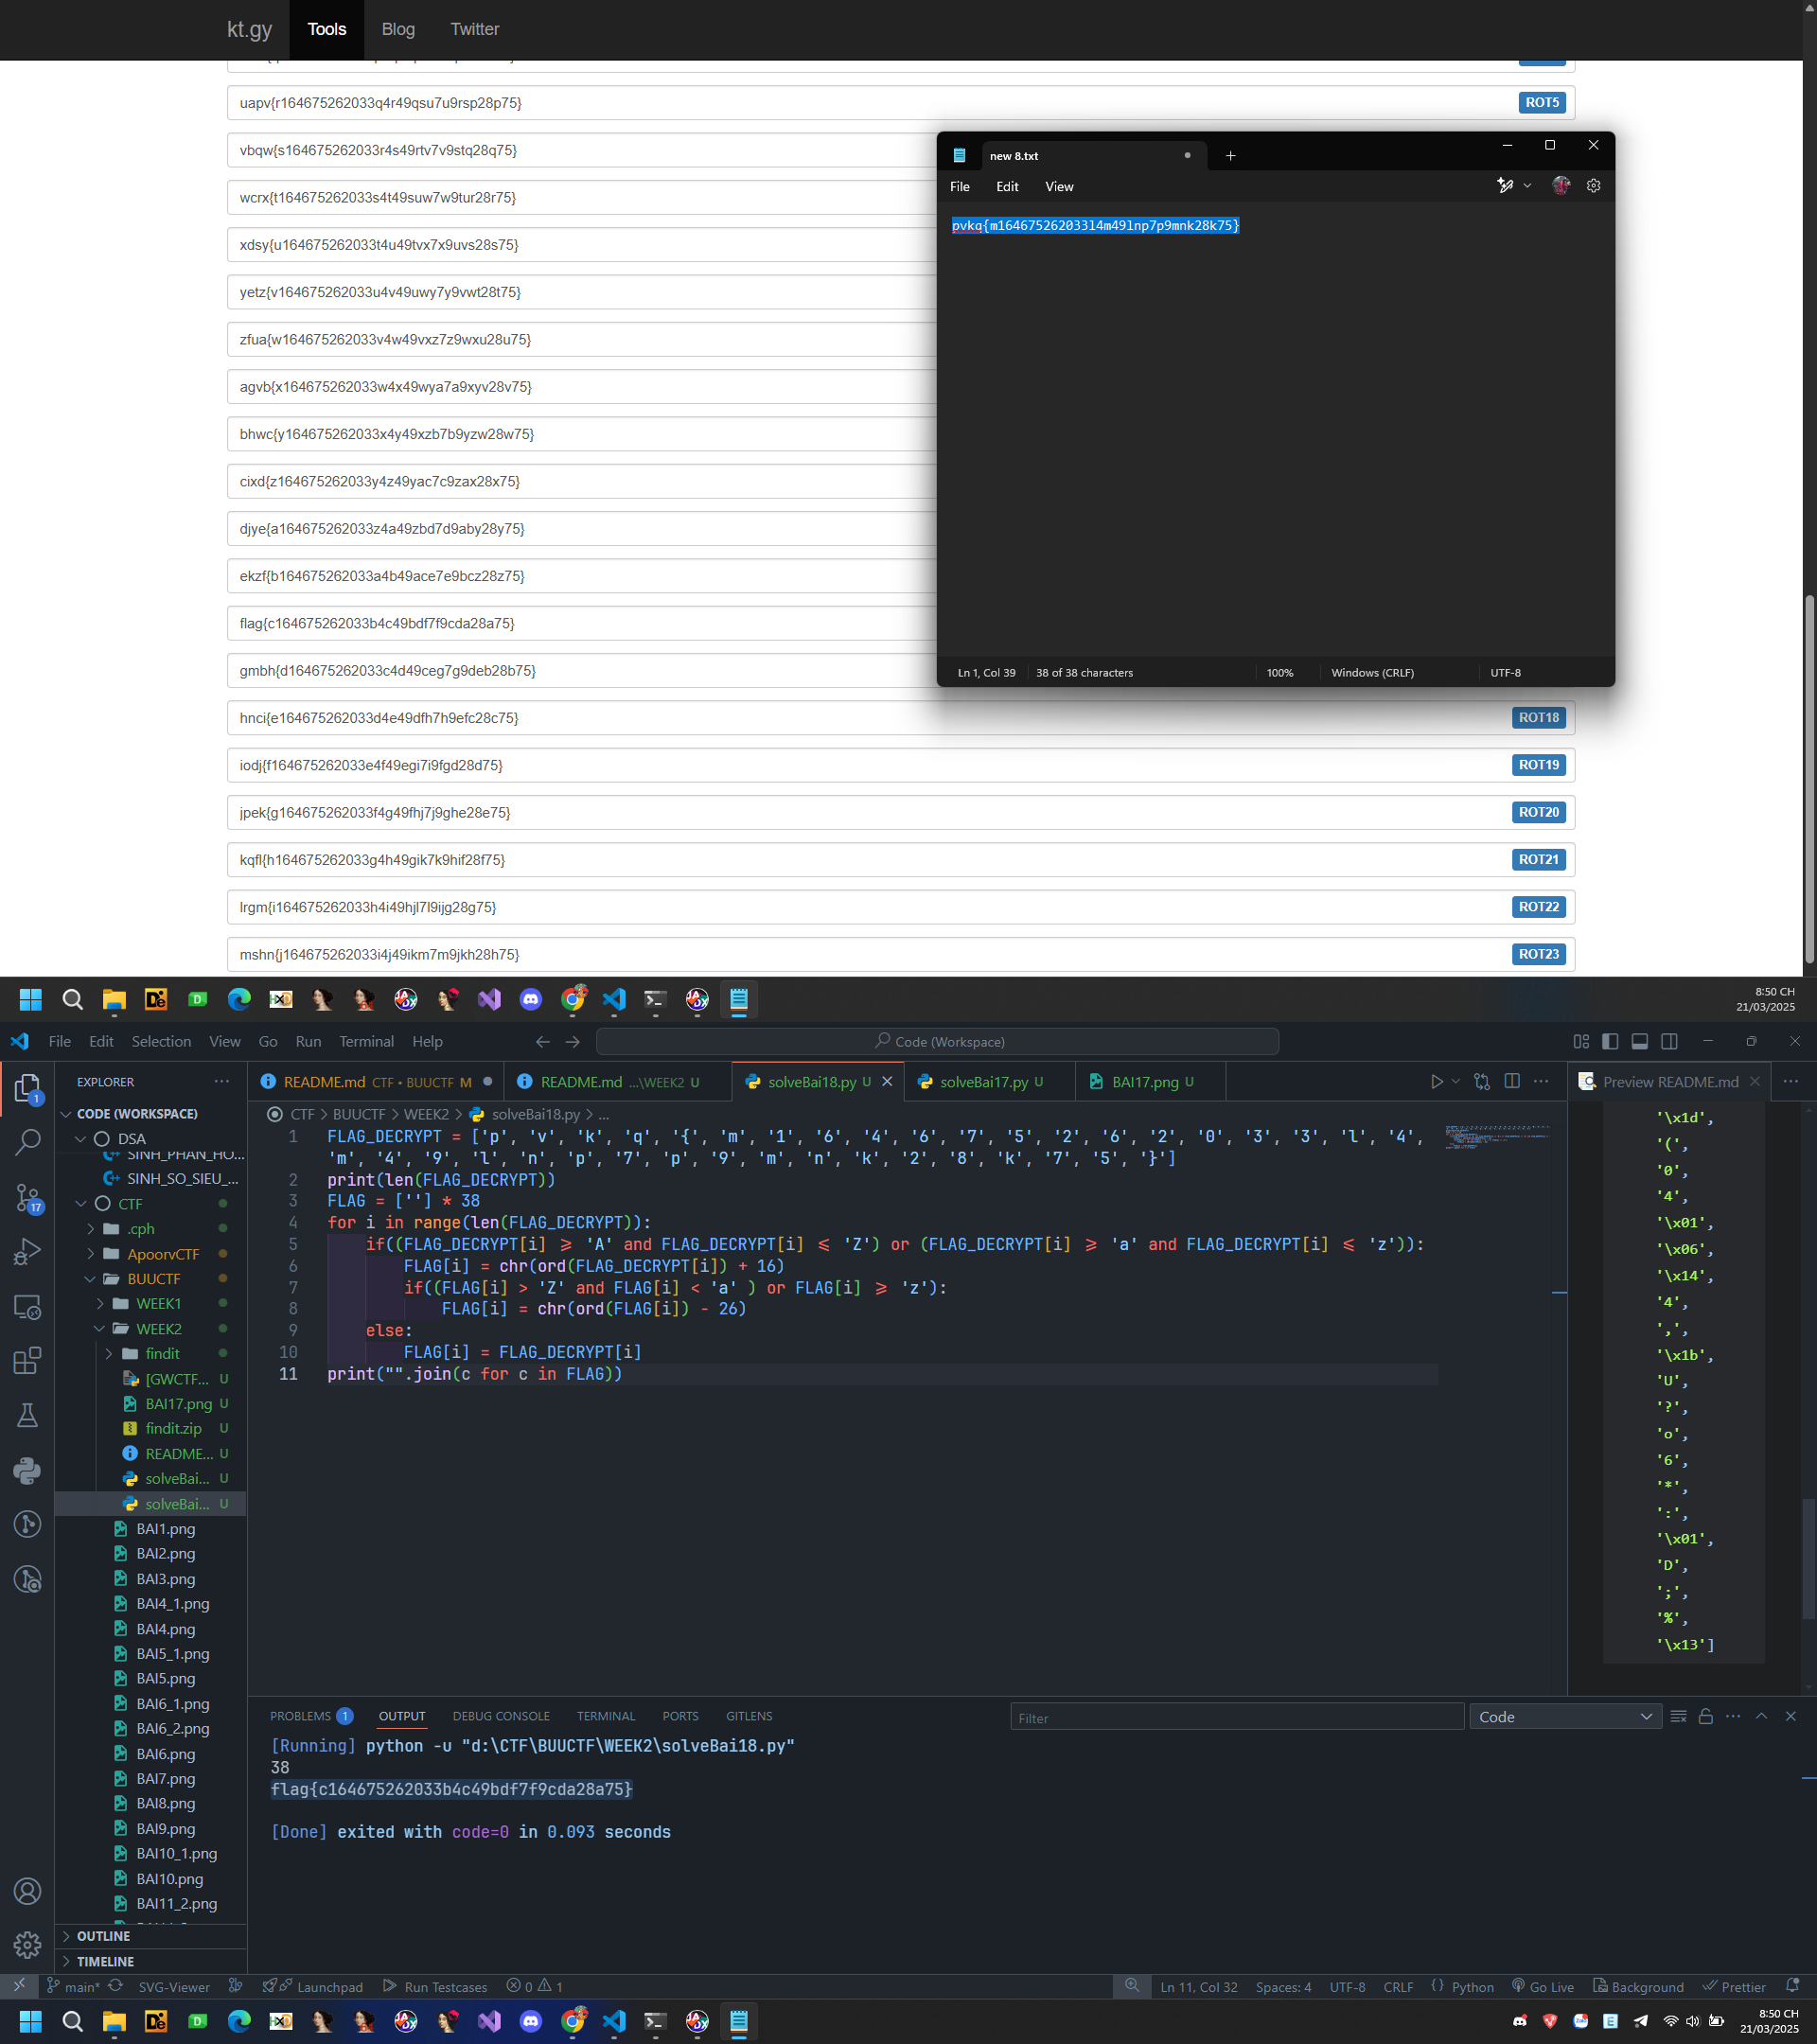 kt.gy Tools Blog Twitter
uapv{r164675262033q4r49qsu7u9rsp28p75} ROT5
vbqw{s164675262033r4s49rtv7v9stq28q75}
wcrx{t164675262033s4t49suw7w9tur28r75}
xdsy{u164675262033t4u49tvx7x9uvs28s75}
yetz{v164675262033u4v49uwy7y9vwt28t75}
zfua{w164675262033v4w49vxz7z9wxu28u75}
agvb{x164675262033w4x49wya7a9xyv28v75}
bhwc{y164675262033x4y49xzb7b9yzw28w75}
cixd{z164675262033y4z49yac7c9zax28x75}
djye{a164675262033z4a49zbd7d9aby28y75}
ekzf{b164675262033a4b49ace7e9bcz28z75}
flag{c164675262033b4c49bdf7f9cda28a75}
gmbh{d164675262033c4d49ceg7g9deb28b75}
hnci{e164675262033d4e49dfh7h9efc28c75} ROT18
iodj{f164675262033e4f49egi7i9fgd28d75} ROT19
jpek{g164675262033f4g49fhj7j9ghe28e75} ROT20
kqfl{h164675262033g4h49gik7k9hif28f75} ROT21
lrgm{i164675262033h4i49hjl7l9ijg28g75} ROT22
mshn{j164675262033i4j49ikm7m9jkh28h75} ROT23
new 8.txt
File Edit View
pvkq{m164675262033l4m49lnp7p9mnk28k75}
Ln 1, Col 39 38 of 38 characters 100% Windows (CRLF) UTF-8
8:50 CH
21/03/2025
File Edit Selection View Go Run Terminal Help Code (Workspace)
EXPLORER
CODE (WORKSPACE)
DSA
SINH_PHAN_HO...
SINH_SO_SIEU_...
CTF
.cph
ApoorvCTF
BUUCTF
WEEK1
WEEK2
findit
[GWCTF... U
BAI17.png U
findit.zip U
README... U
solveBai... U
solveBai... U
BAI1.png
BAI2.png
BAI3.png
BAI4_1.png
BAI4.png
BAI5_1.png
BAI5.png
BAI6_1.png
BAI6_2.png
BAI6.png
BAI7.png
BAI8.png
BAI9.png
BAI10_1.png
BAI10.png
BAI11_2.png
OUTLINE
TIMELINE
README.md CTF • BUUCTF M README.md ...\WEEK2 U solveBai18.py U solveBai17.py U BAI17.png U
CTF > BUUCTF > WEEK2 > solveBai18.py > ...
1 FLAG_DECRYPT = ['p', 'v', 'k', 'q', '{', 'm', '1', '6', '4', '6', '7', '5', '2', '6', '2', '0', '3', '3', 'l', '4',
'm', '4', '9', 'l', 'n', 'p', '7', 'p', '9', 'm', 'n', 'k', '2', '8', 'k', '7', '5', '}']
2 print(len(FLAG_DECRYPT))
3 FLAG = [''] * 38
4 for i in range(len(FLAG_DECRYPT)):
5 if((FLAG_DECRYPT[i] >= 'A' and FLAG_DECRYPT[i] <= 'Z') or (FLAG_DECRYPT[i] >= 'a' and FLAG_DECRYPT[i] <= 'z')):
6 FLAG[i] = chr(ord(FLAG_DECRYPT[i]) + 16)
7 if((FLAG[i] > 'Z' and FLAG[i] < 'a' ) or FLAG[i] >= 'z'):
8 FLAG[i] = chr(ord(FLAG[i]) - 26)
9 else:
10 FLAG[i] = FLAG_DECRYPT[i]
11 print("".join(c for c in FLAG))
Preview README.md
'\x1d',
'(',
'0',
'4',
'\x01',
'\x06',
'\x14',
'4',
',',
'\x1b',
'U',
'?',
'o',
'6',
'*',
':',
'\x01',
'D',
';',
'%',
'\x13']
PROBLEMS 1 OUTPUT DEBUG CONSOLE TERMINAL PORTS GITLENS Filter Code
[Running] python -u "d:\CTF\BUUCTF\WEEK2\solveBai18.py"
38
flag{c164675262033b4c49bdf7f9cda28a75}
[Done] exited with code=0 in 0.093 seconds
main* SVG-Viewer Launchpad Run Testcases 0 1 Ln 11, Col 32 Spaces: 4 UTF-8 CRLF {} Python Go Live Background Prettier
8:50 CH
21/03/2025